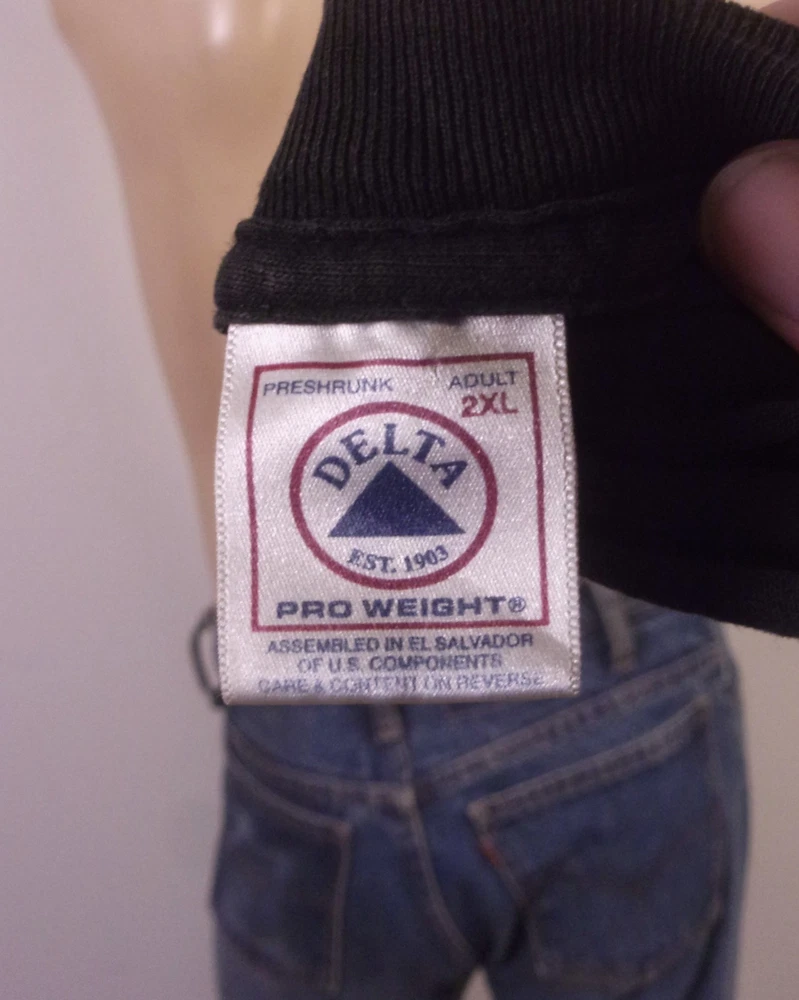 PRESHRUNK ADULT
2XL
DELTA
EST. 1903
PRO WEIGHT®
ASSEMBLED IN EL SALVADOR
OF U.S. COMPONENTS
CARE & CONTENT ON REVERSE